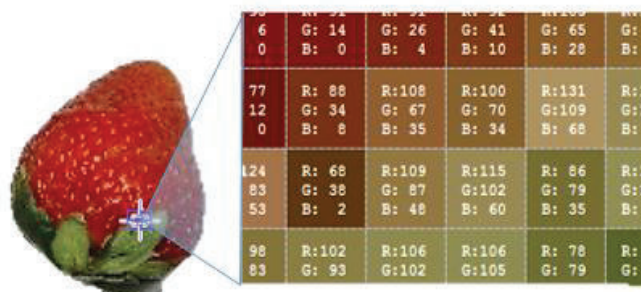 6 G: 14 G: 26 G: 41 G: 65 G:
0 B: 0 B: 4 B: 10 B: 28 B:
77 R: 88 R:108 R:100 R:131 R:
12 G: 34 G: 67 G: 70 G:109 G:
0 B: 8 B: 35 B: 34 B: 68 B:
124 R: 68 R:109 R:115 R: 86 R:
83 G: 38 G: 87 G:102 G: 79 G:
53 B: 2 B: 48 B: 60 B: 35 B:
98 R:102 R:106 R:106 R: 78 R:
83 G: 93 G:102 G:105 G: 79 G: